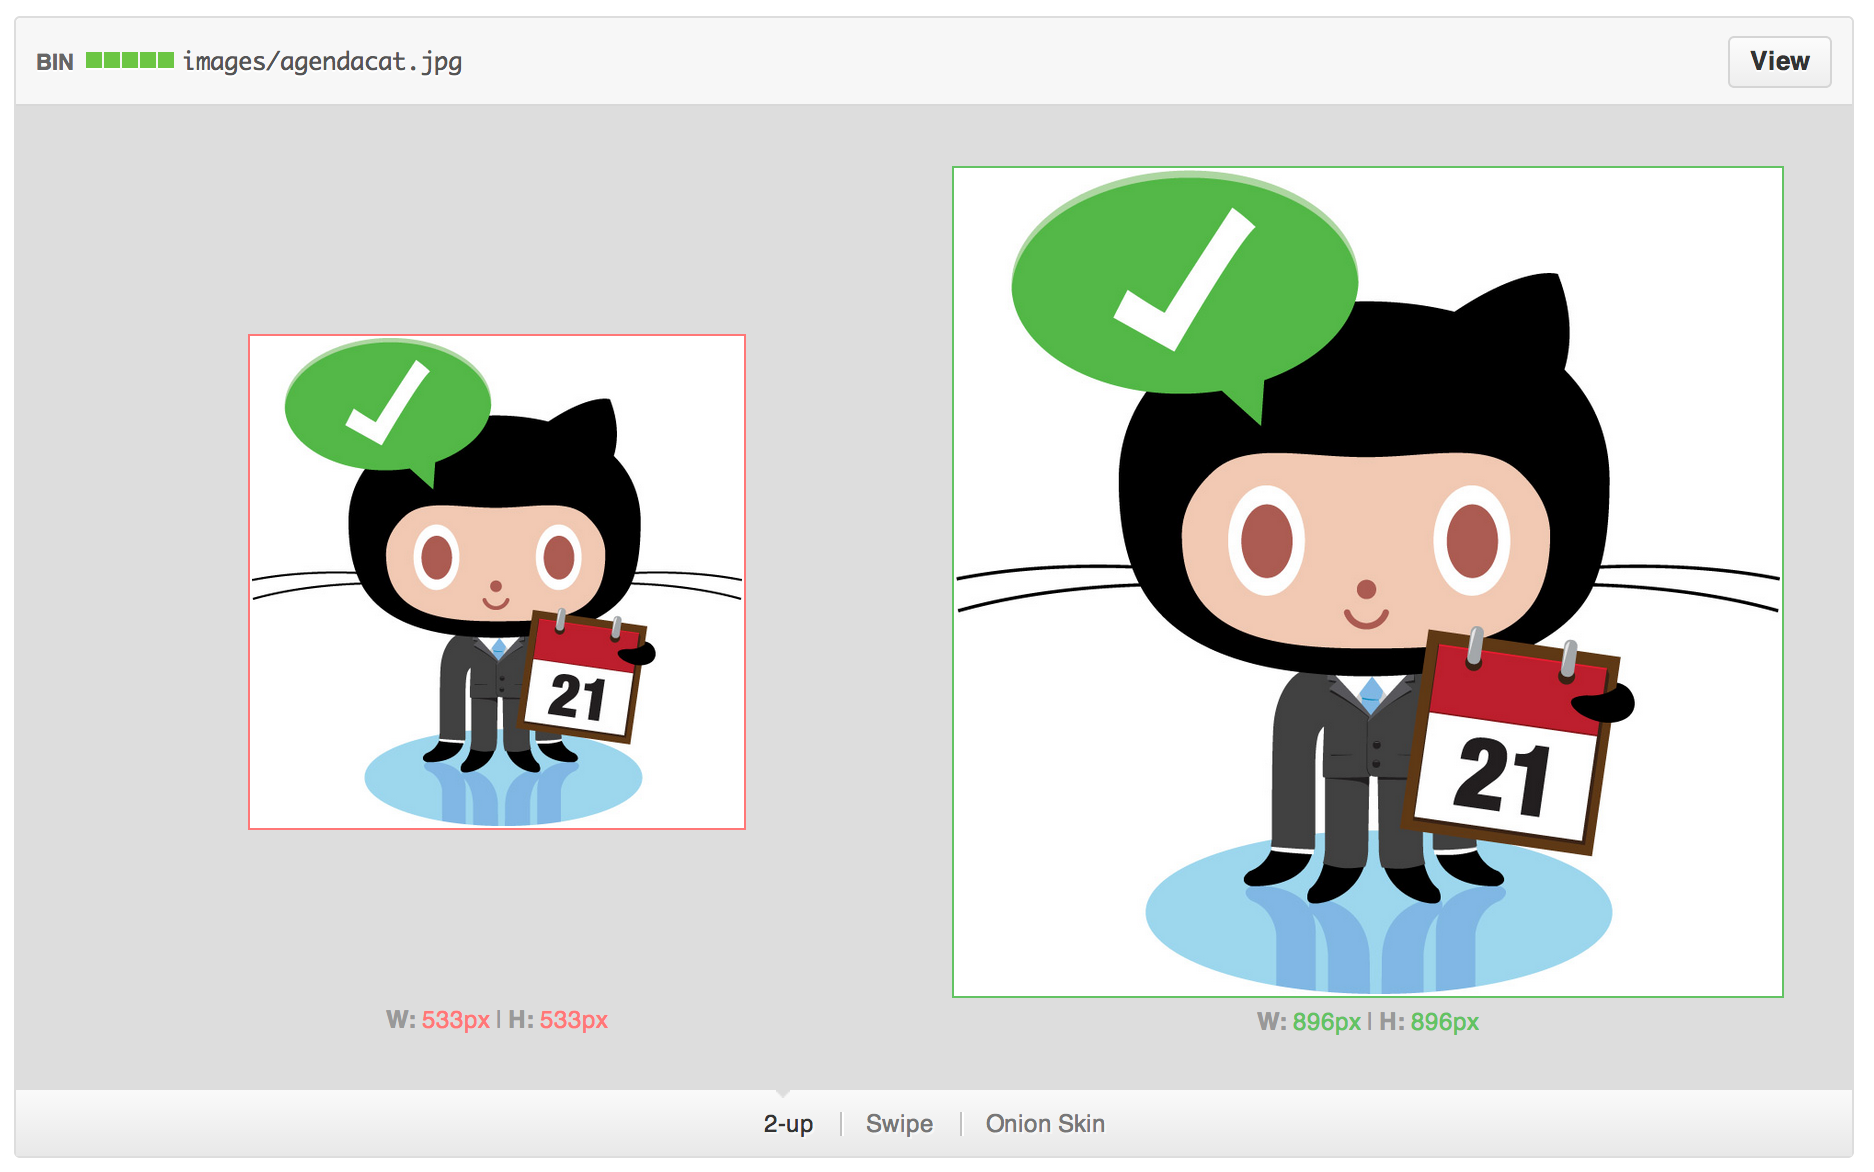 BIN images/agendacat.jpg View
21
21
W: 533px | H: 533px
W: 896px | H: 896px
2-up | Swipe | Onion Skin